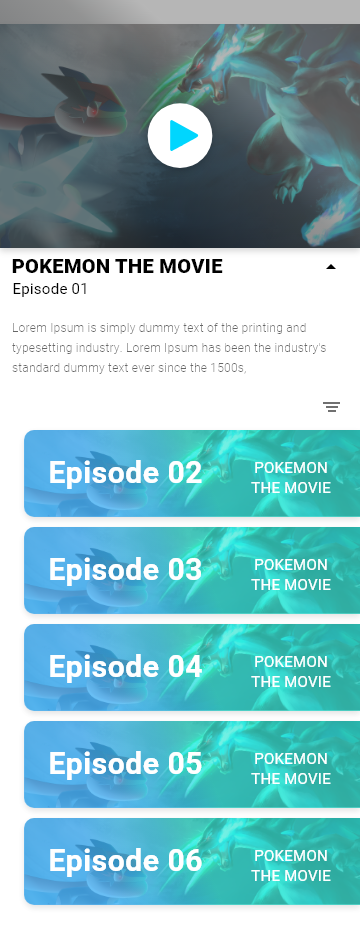 POKEMON THE MOVIE
Episode 01
Lorem Ipsum is simply dummy text of the printing and
typesetting industry. Lorem Ipsum has been the industry's
standard dummy text ever since the 1500s,
Episode 02
POKEMON
THE MOVIE
Episode 03
POKEMON
THE MOVIE
Episode 04
POKEMON
THE MOVIE
Episode 05
POKEMON
THE MOVIE
Episode 06
POKEMON
THE MOVIE